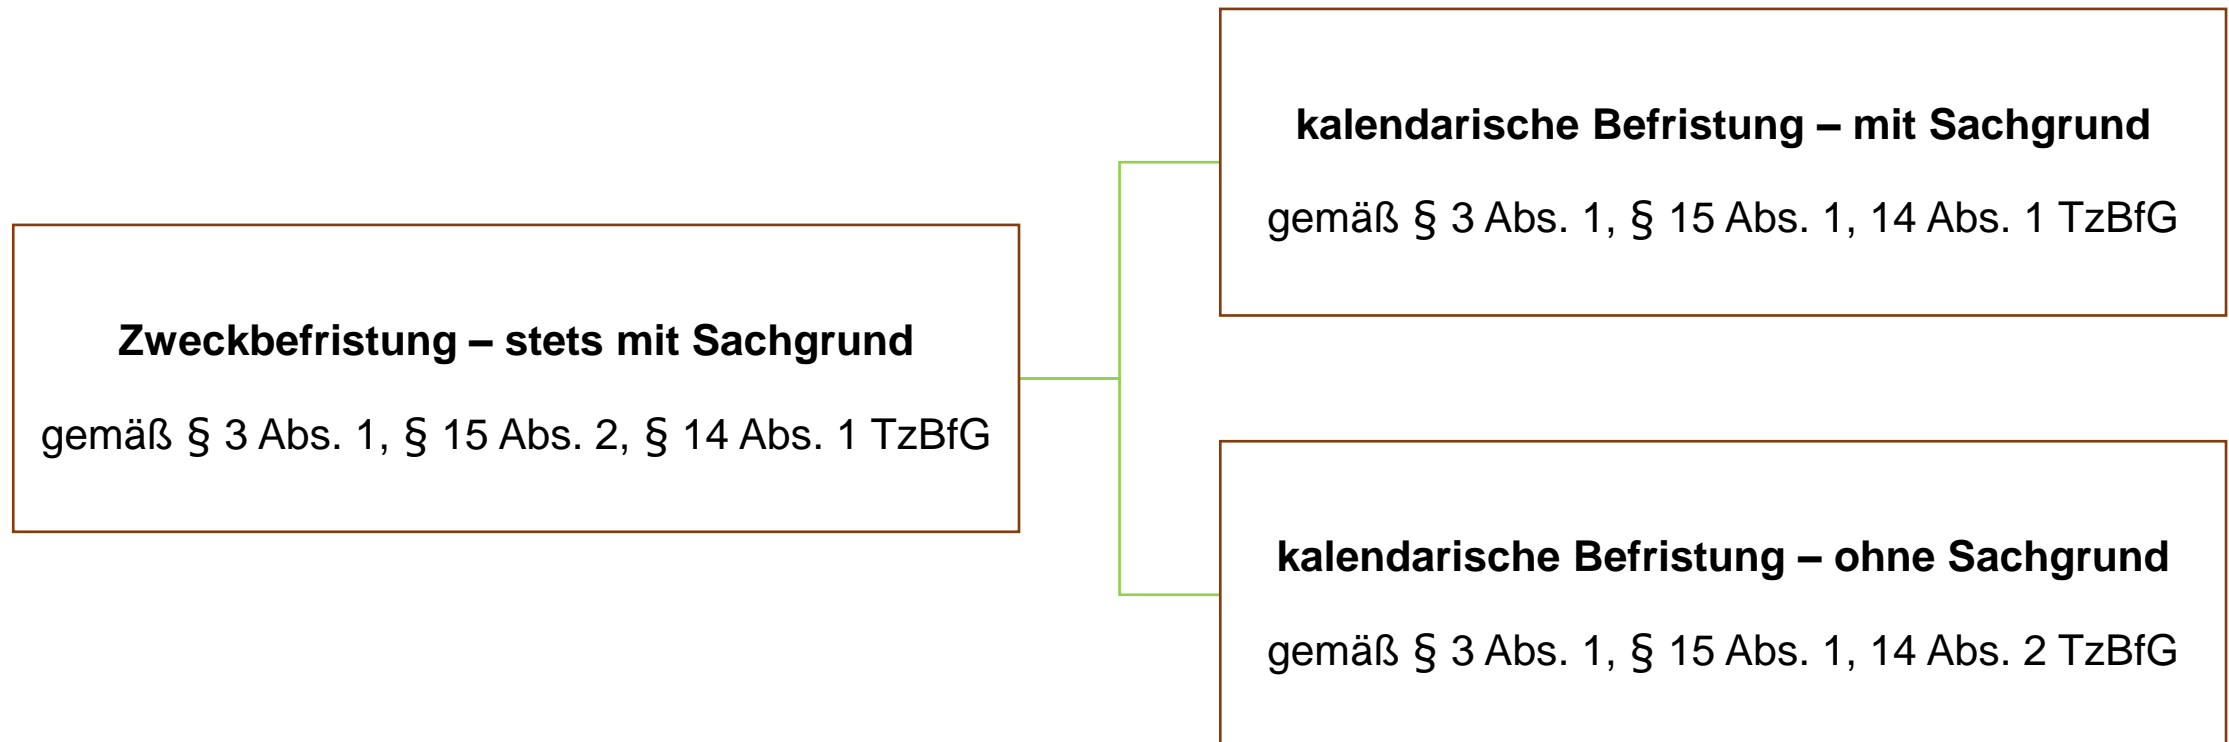 Zweckbefristung – stets mit Sachgrund
gemäß § 3 Abs. 1, § 15 Abs. 2, § 14 Abs. 1 TzBfG
kalendarische Befristung – mit Sachgrund
gemäß § 3 Abs. 1, § 15 Abs. 1, 14 Abs. 1 TzBfG
kalendarische Befristung – ohne Sachgrund
gemäß § 3 Abs. 1, § 15 Abs. 1, 14 Abs. 2 TzBfG